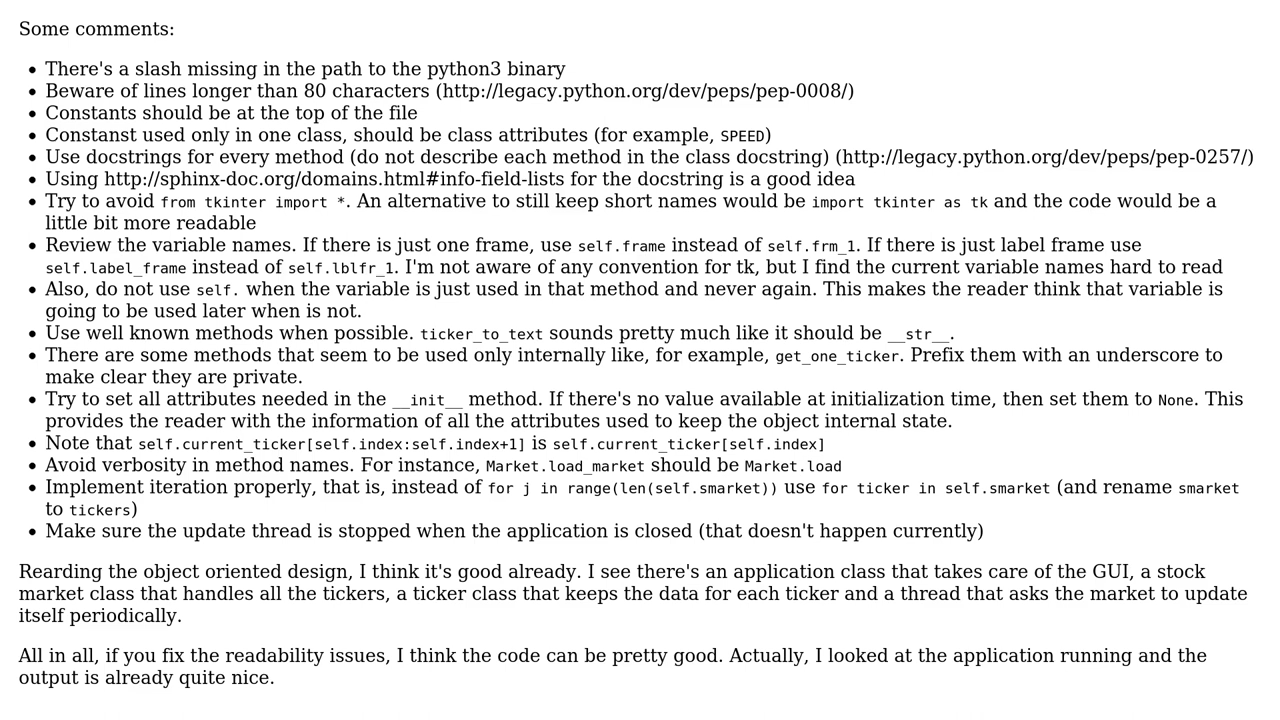 Some comments:
• There's a slash missing in the path to the python3 binary
• Beware of lines longer than 80 characters (http://legacy.python.org/dev/peps/pep-0008/)
• Constants should be at the top of the file
• Constanst used only in one class, should be class attributes (for example, SPEED)
• Use docstrings for every method (do not describe each method in the class docstring) (http://legacy.python.org/dev/peps/pep-0257/)
• Using http://sphinx-doc.org/domains.html#info-field-lists for the docstring is a good idea
• Try to avoid from tkinter import *. An alternative to still keep short names would be import tkinter as tk and the code would be a
little bit more readable
• Review the variable names. If there is just one frame, use self.frame instead of self.frm_1. If there is just label frame use
self.label_frame instead of self.lblfr_1. I'm not aware of any convention for tk, but I find the current variable names hard to read
• Also, do not use self. when the variable is just used in that method and never again. This makes the reader think that variable is
going to be used later when is not.
• Use well known methods when possible. ticker_to_text sounds pretty much like it should be __str__.
• There are some methods that seem to be used only internally like, for example, get_one_ticker. Prefix them with an underscore to
make clear they are private.
• Try to set all attributes needed in the __init__ method. If there's no value available at initialization time, then set them to None. This
provides the reader with the information of all the attributes used to keep the object internal state.
• Note that self.current_ticker[self.index:self.index+1] is self.current_ticker[self.index]
• Avoid verbosity in method names. For instance, Market.load_market should be Market.load
• Implement iteration properly, that is, instead of for j in range(len(self.smarket)) use for ticker in self.smarket (and rename smarket
to tickers)
• Make sure the update thread is stopped when the application is closed (that doesn't happen currently)
Rearding the object oriented design, I think it's good already. I see there's an application class that takes care of the GUI, a stock
market class that handles all the tickers, a ticker class that keeps the data for each ticker and a thread that asks the market to update
itself periodically.
All in all, if you fix the readability issues, I think the code can be pretty good. Actually, I looked at the application running and the
output is already quite nice.